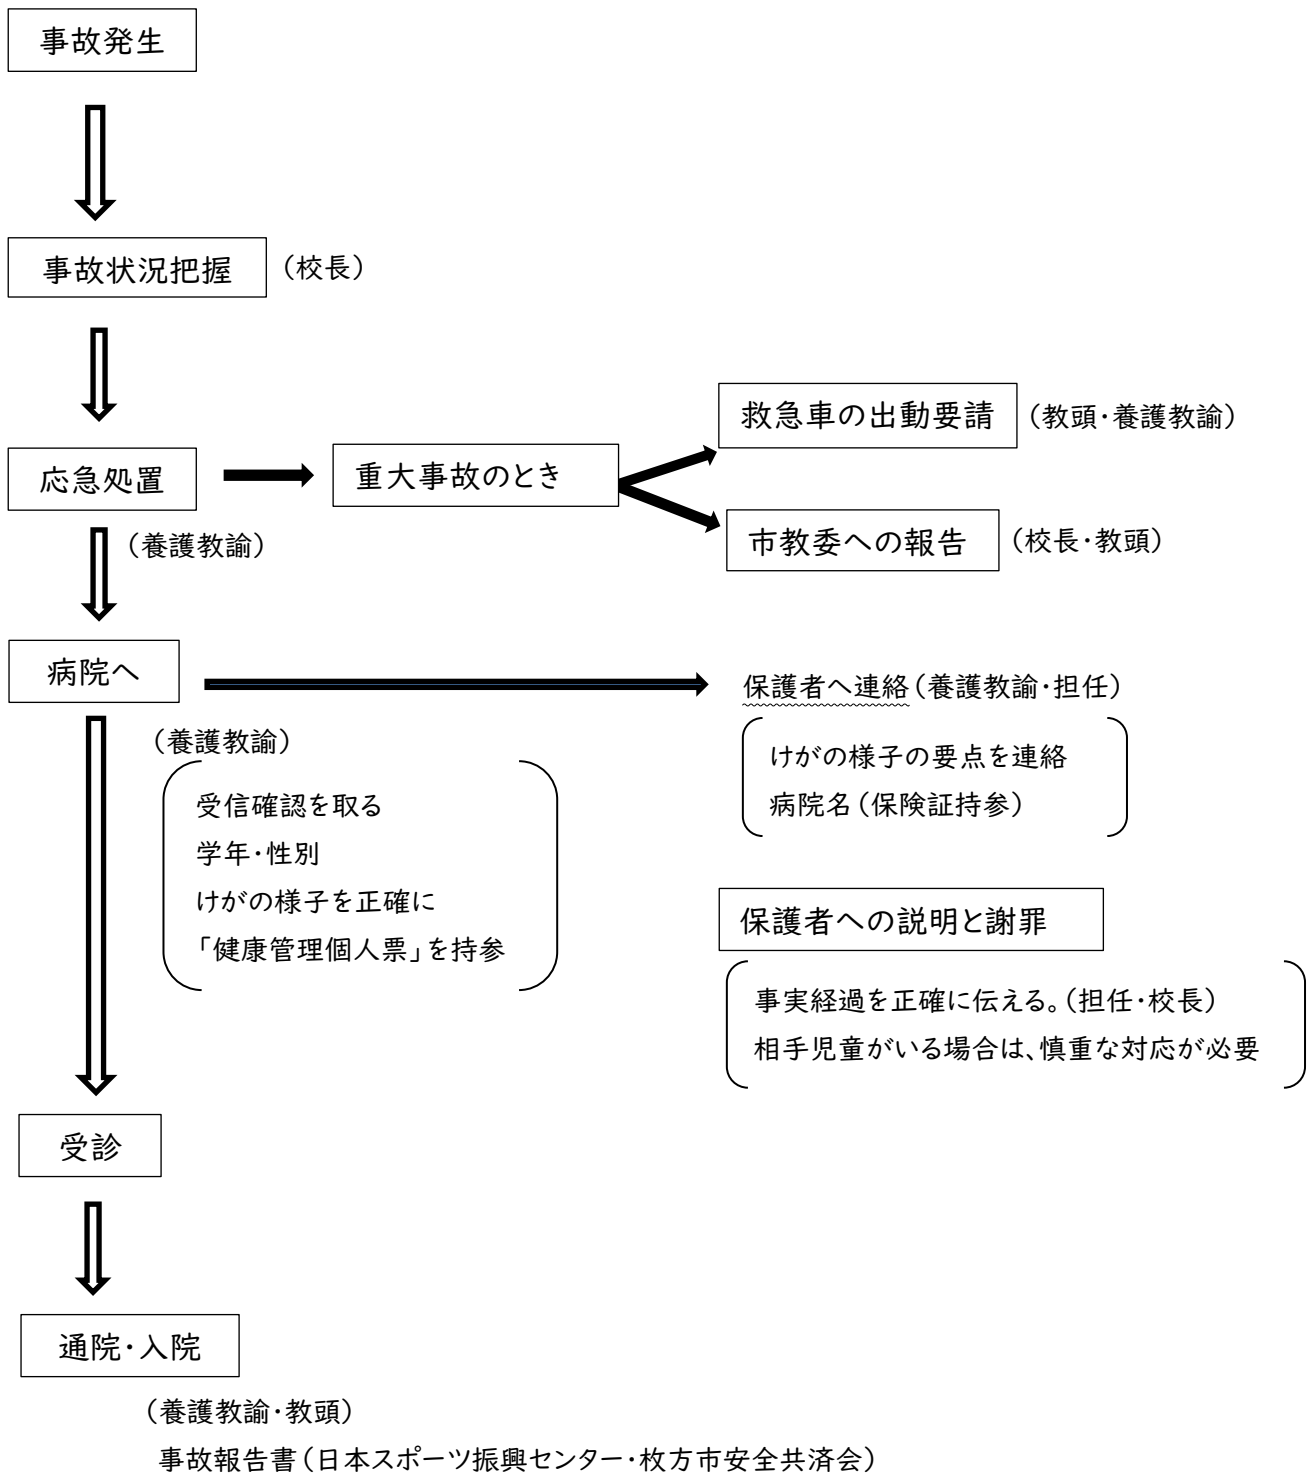 事故発生
事故状況把握 (校長)
救急車の出動要請 (教頭・養護教諭)
応急処置 重大事故のとき
(養護教諭) 市教委への報告 (校長・教頭)
病院へ
保護者へ連絡(養護教諭・担任)
(養護教諭)
けがの様子の要点を連絡
病院名(保険証持参)
受信確認を取る
学年・性別
けがの様子を正確に
「健康管理個人票」を持参
保護者への説明と謝罪
事実経過を正確に伝える。(担任・校長)
相手児童がいる場合は、慎重な対応が必要
受診
通院・入院
(養護教諭・教頭)
事故報告書(日本スポーツ振興センター・枚方市安全共済会)